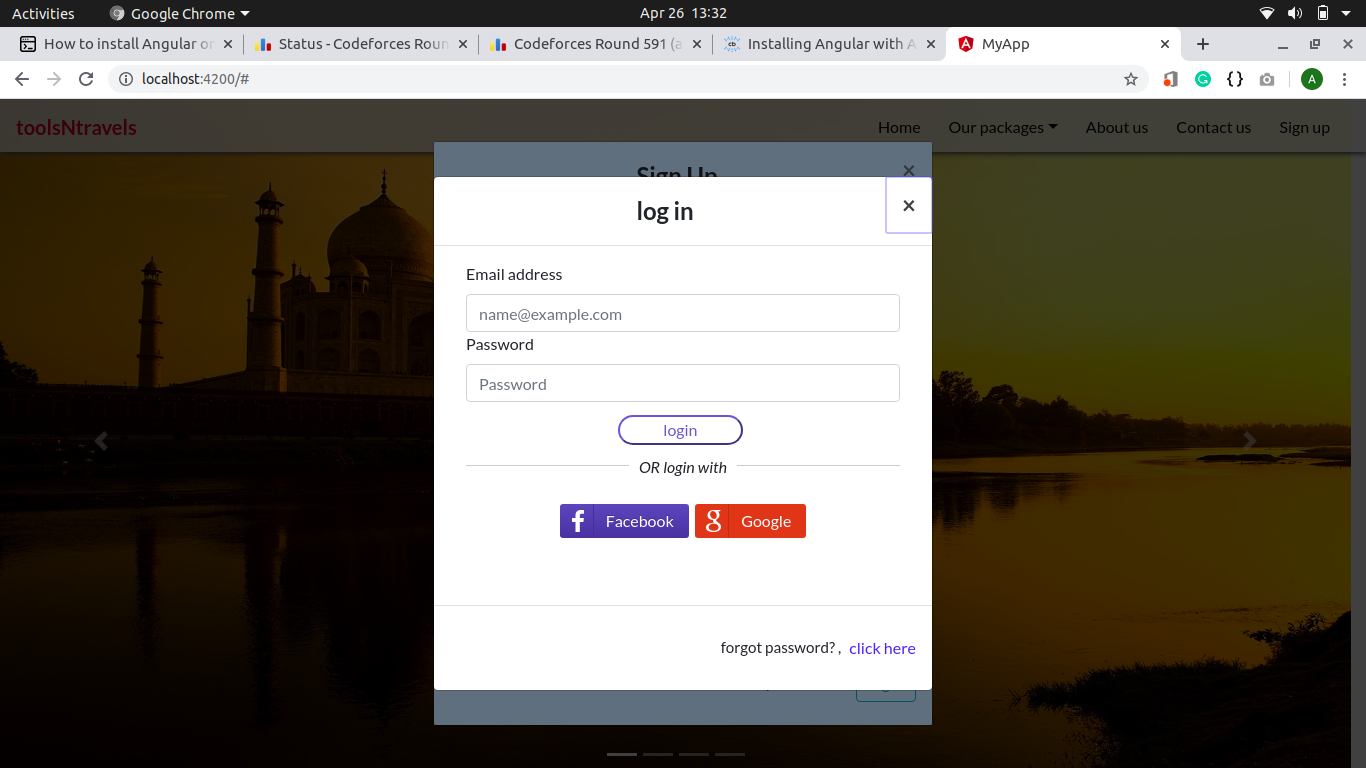 Activities
Google Chrome
Apr 26 13:32
How to install Angular on
Status - Codeforces Roun
Codeforces Round 591 (a
Installing Angular with A
MyApp
localhost:4200/#
A
toolsNtravels
Home
Our packages
About us
Contact us
Sign up
Sign Up
×
log in
×
Email address
name@example.com
Password
Password
login
OR login with
Facebook
Google
forgot password? , click here